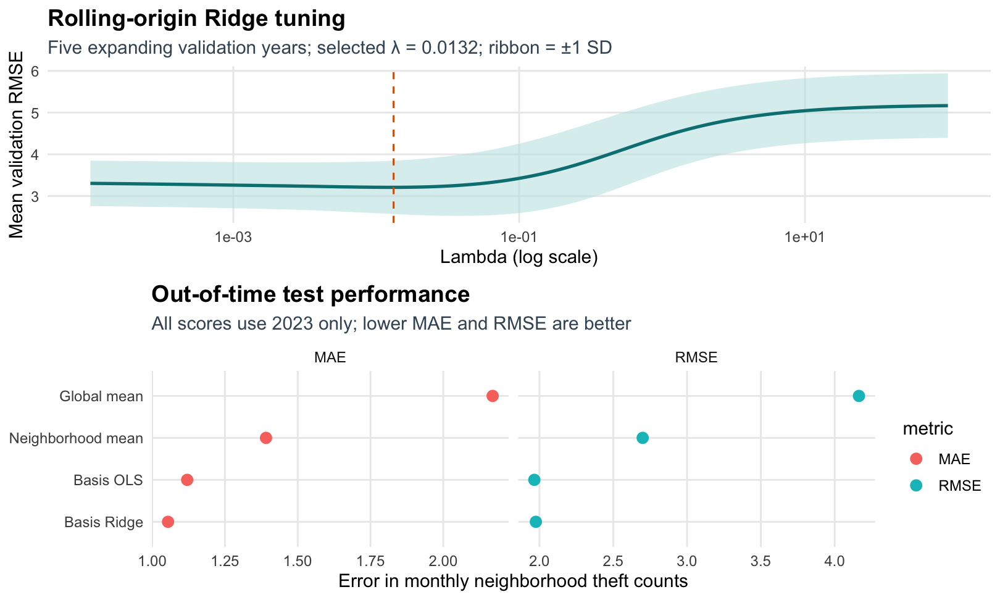 Rolling-origin Ridge tuning
Five expanding validation years; selected λ = 0.0132; ribbon = ±1 SD
Mean validation RMSE
6
5
4
3
1e-03 1e-01 1e+01
Lambda (log scale)
Out-of-time test performance
All scores use 2023 only; lower MAE and RMSE are better
MAE RMSE
Global mean
Neighborhood mean
Basis OLS
Basis Ridge
1.00 1.25 1.50 1.75 2.00 2.0 2.5 3.0 3.5 4.0
Error in monthly neighborhood theft counts
metric
MAE
RMSE